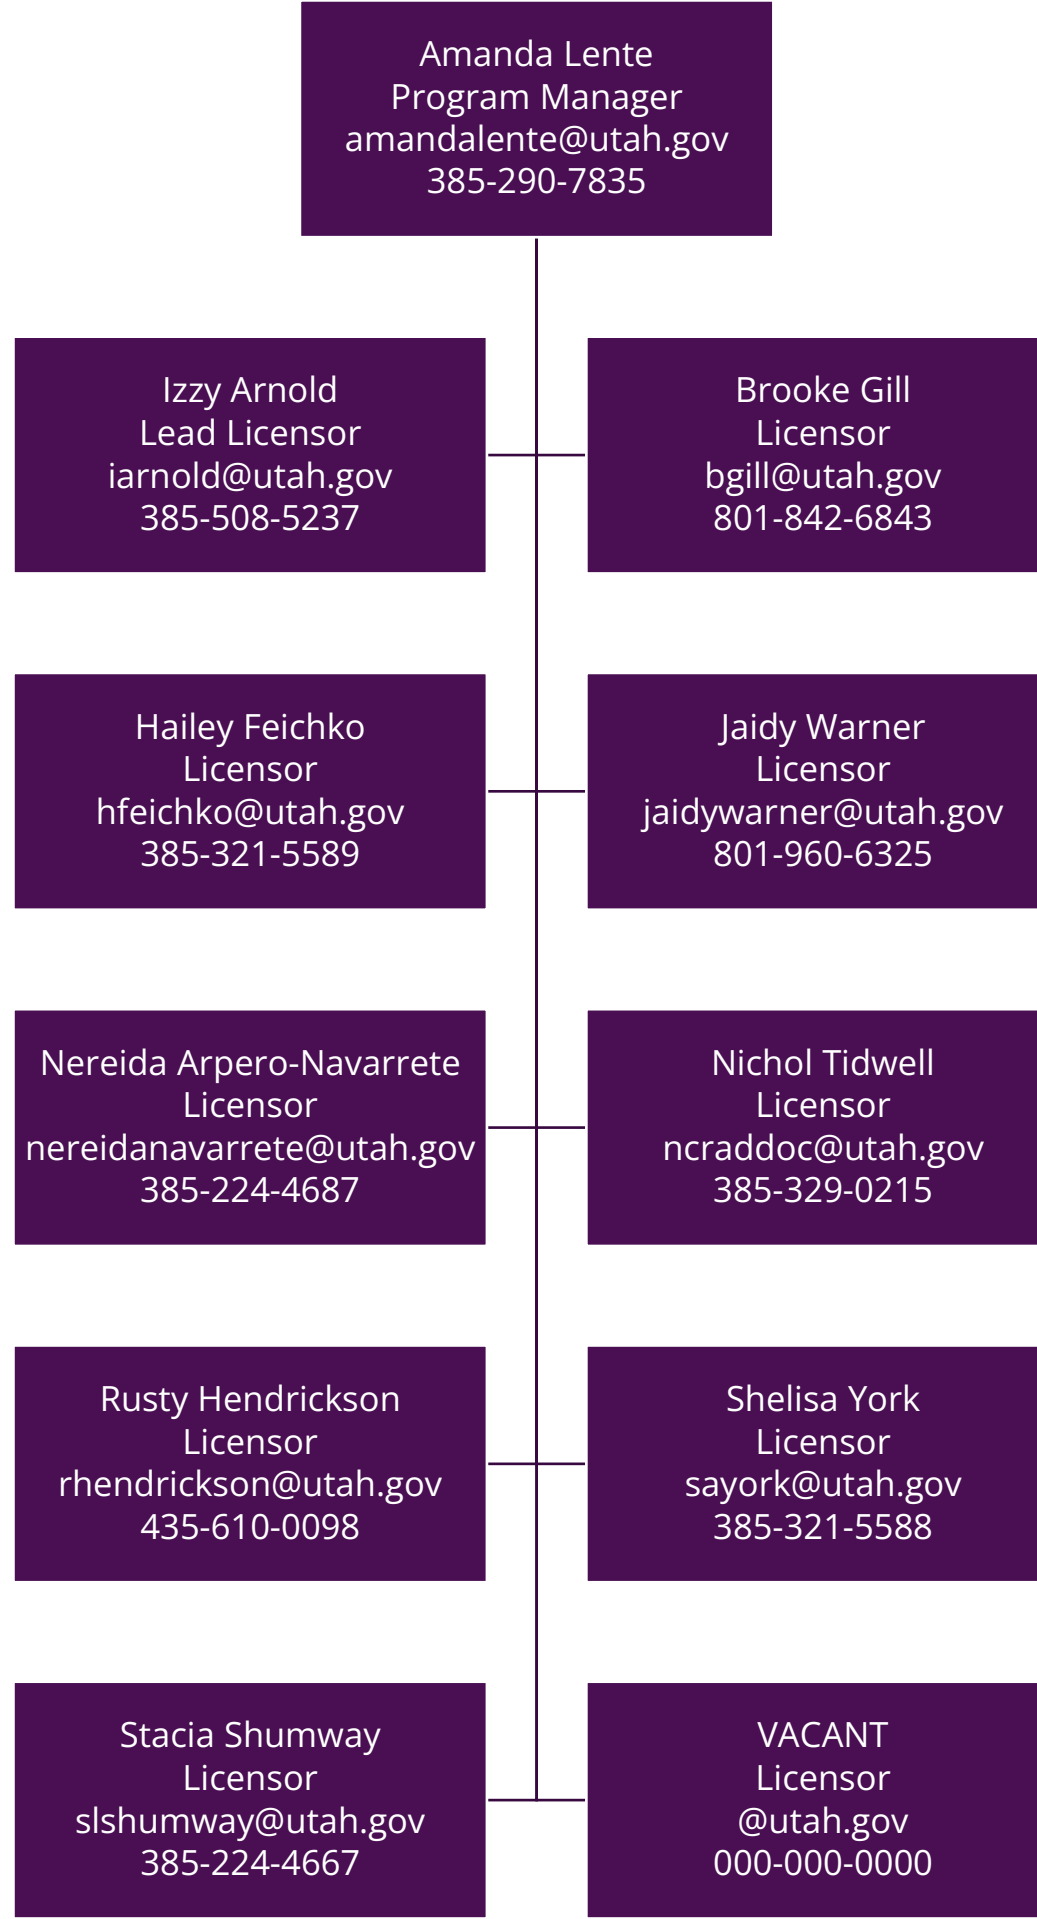 Amanda Lente
Program Manager
amandalente@utah.gov
385-290-7835
Izzy Arnold
Lead Licensor
iarnold@utah.gov
385-508-5237
Brooke Gill
Licensor
bgill@utah.gov
801-842-6843
Hailey Feichko
Licensor
hfeichko@utah.gov
385-321-5589
Jaidy Warner
Licensor
jaidywarner@utah.gov
801-960-6325
Nereida Arpero-Navarrete
Licensor
nereidanavarrete@utah.gov
385-224-4687
Nichol Tidwell
Licensor
ncraddoc@utah.gov
385-329-0215
Rusty Hendrickson
Licensor
rhendrickson@utah.gov
435-610-0098
Shelisa York
Licensor
sayork@utah.gov
385-321-5588
Stacia Shumway
Licensor
slshumway@utah.gov
385-224-4667
VACANT
Licensor
@utah.gov
000-000-0000